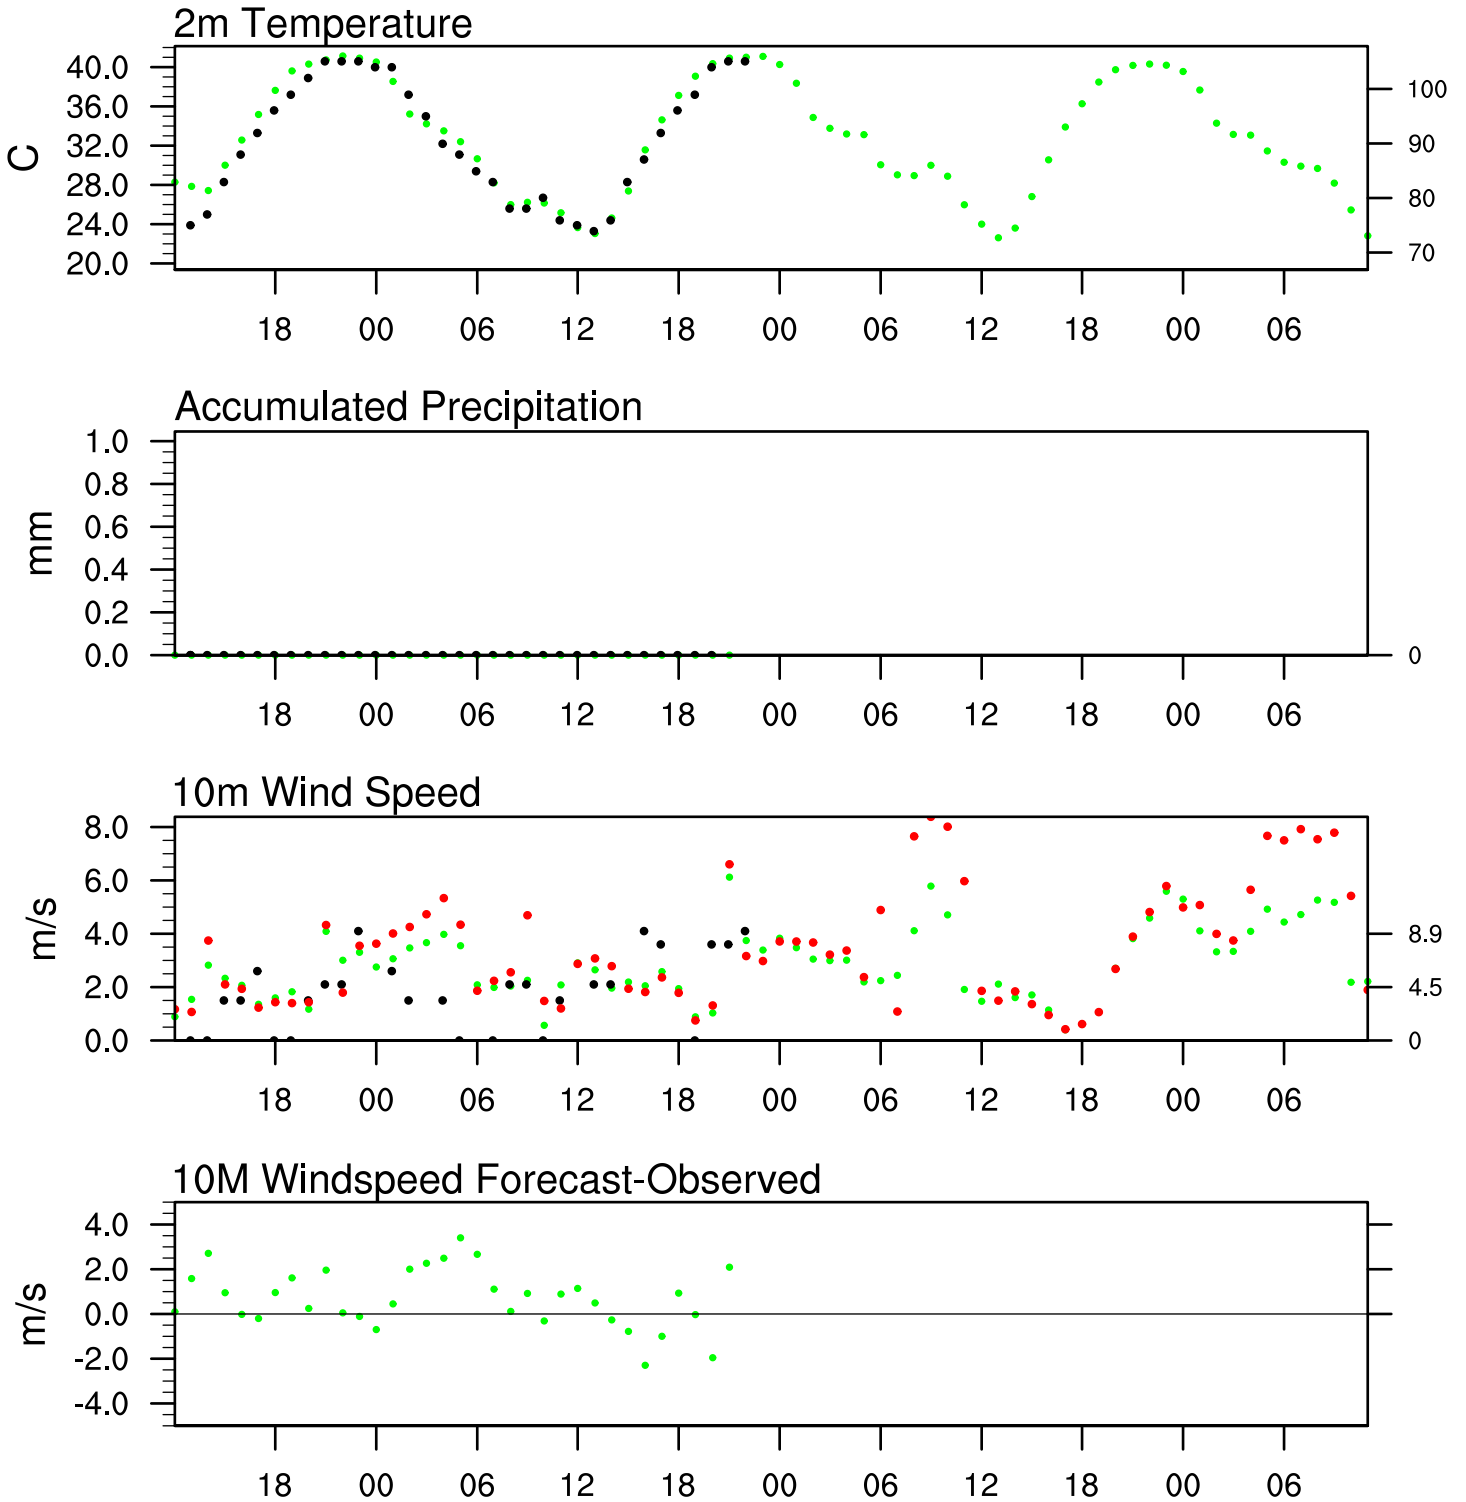 2m Temperature
40.0
36.0
32.0
28.0
24.0
20.0
C
100
90
80
70
18 00 06 12 18 00 06 12 18 00 06
Accumulated Precipitation
1.0
0.8
0.6
0.4
0.2
0.0
mm
0
18 00 06 12 18 00 06 12 18 00 06
10m Wind Speed
8.0
6.0
4.0
2.0
0.0
m/s
8.9
4.5
0
18 00 06 12 18 00 06 12 18 00 06
10M Windspeed Forecast-Observed
4.0
2.0
0.0
-2.0
-4.0
m/s
18 00 06 12 18 00 06 12 18 00 06